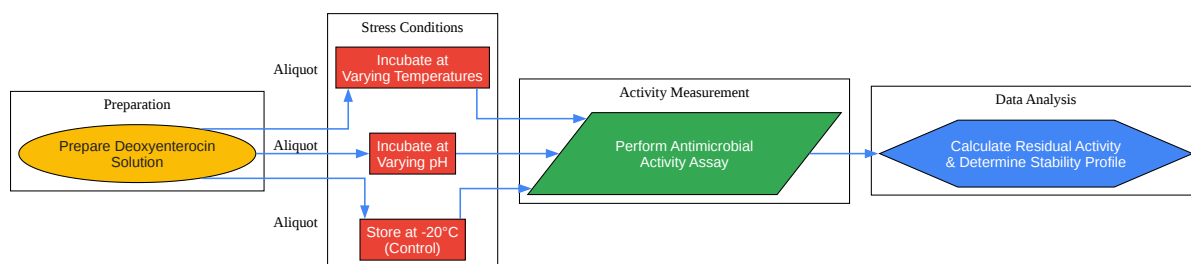 Preparation
Prepare Deoxyenterocin
Solution
Aliquot
Aliquot
Aliquot
Stress Conditions
Incubate at
Varying Temperatures
Incubate at
Varying pH
Store at -20°C
(Control)
Activity Measurement
Perform Antimicrobial
Activity Assay
Data Analysis
Calculate Residual Activity
& Determine Stability Profile